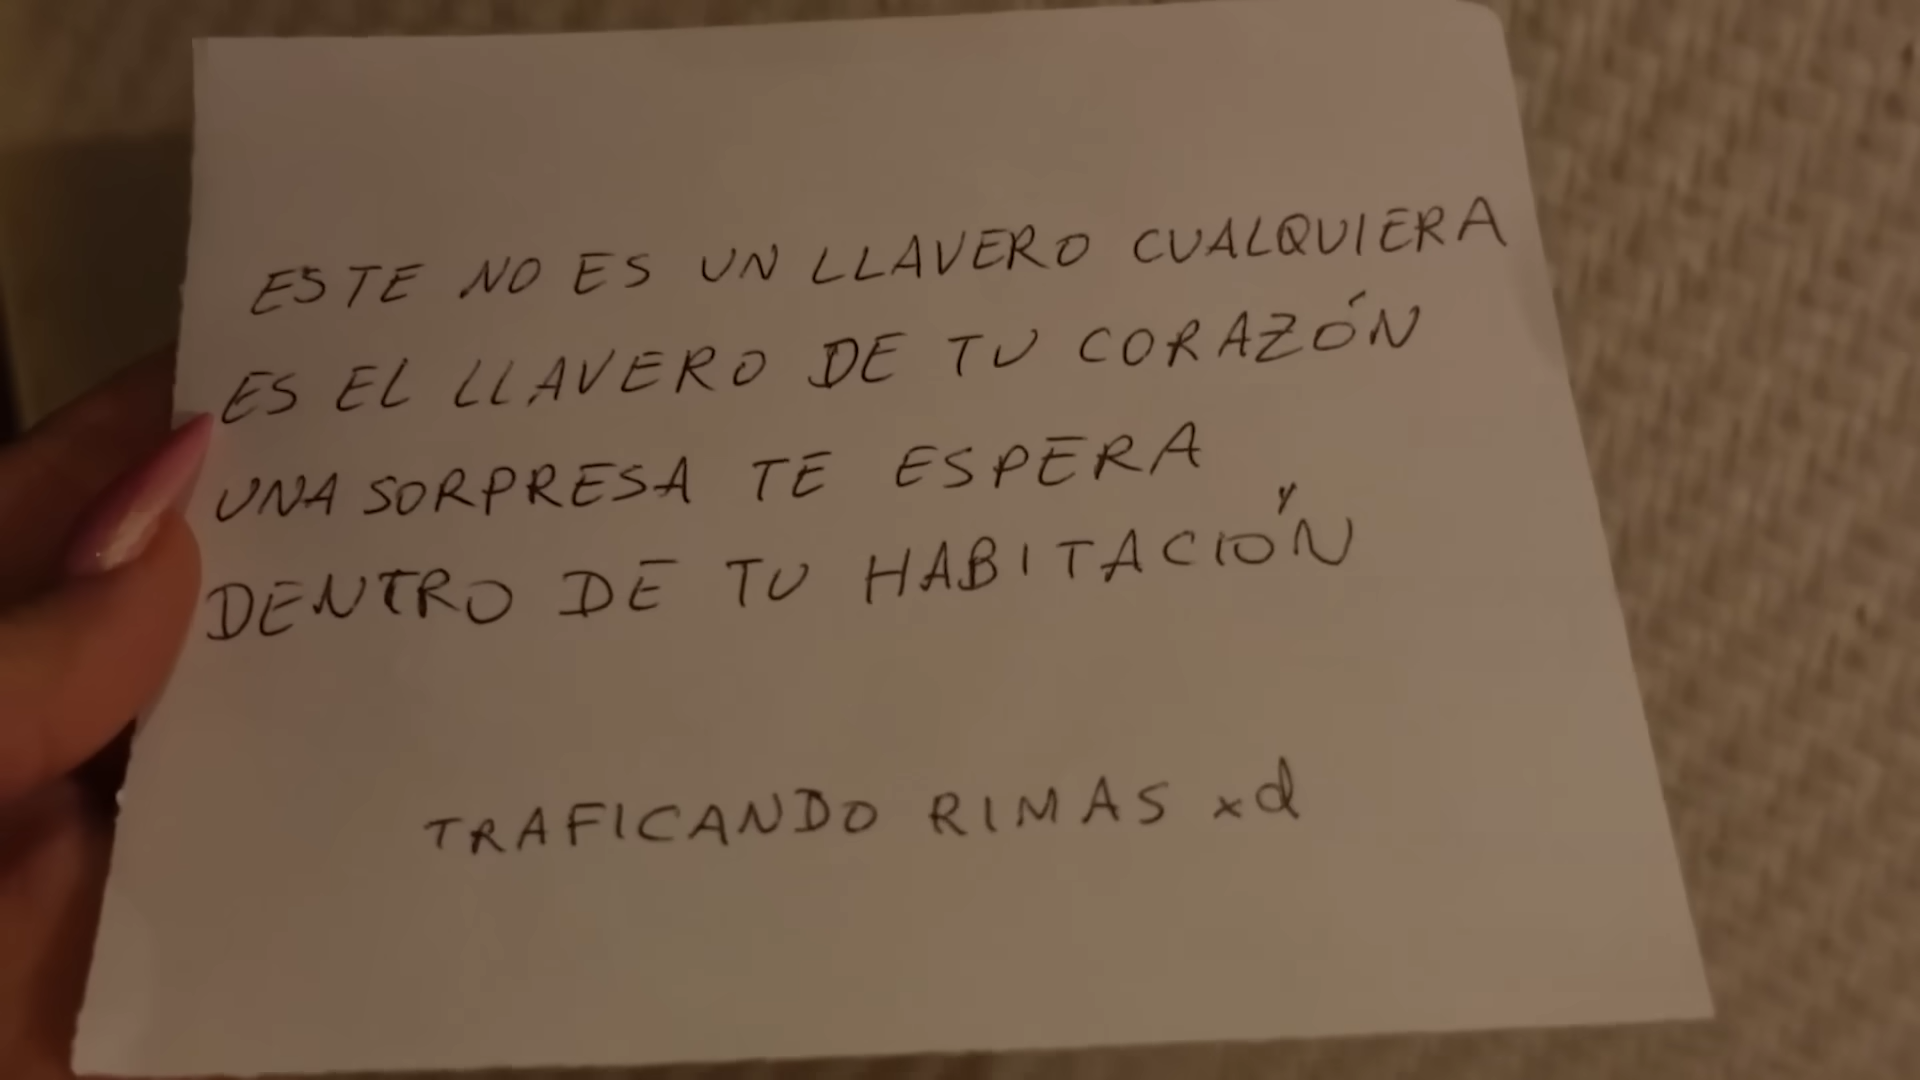 ESTE NO ES UN LLAVERO CUALQUIERA
ES EL LLAVERO DE TU CORAZÓN
UNA SORPRESA TE ESPERA
DENTRO DE TU HABITACIÓN
TRAFICANDO RIMAS xd